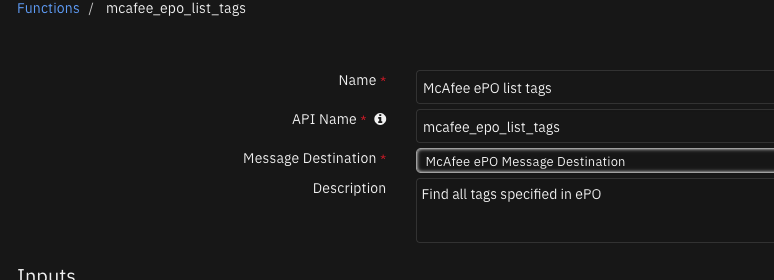 Functions / mcafee_epo_list_tags
Name * McAfee ePO list tags
API Name * mcafee_epo_list_tags
Message Destination * McAfee ePO Message Destination
Description Find all tags specified in ePO
Inputs